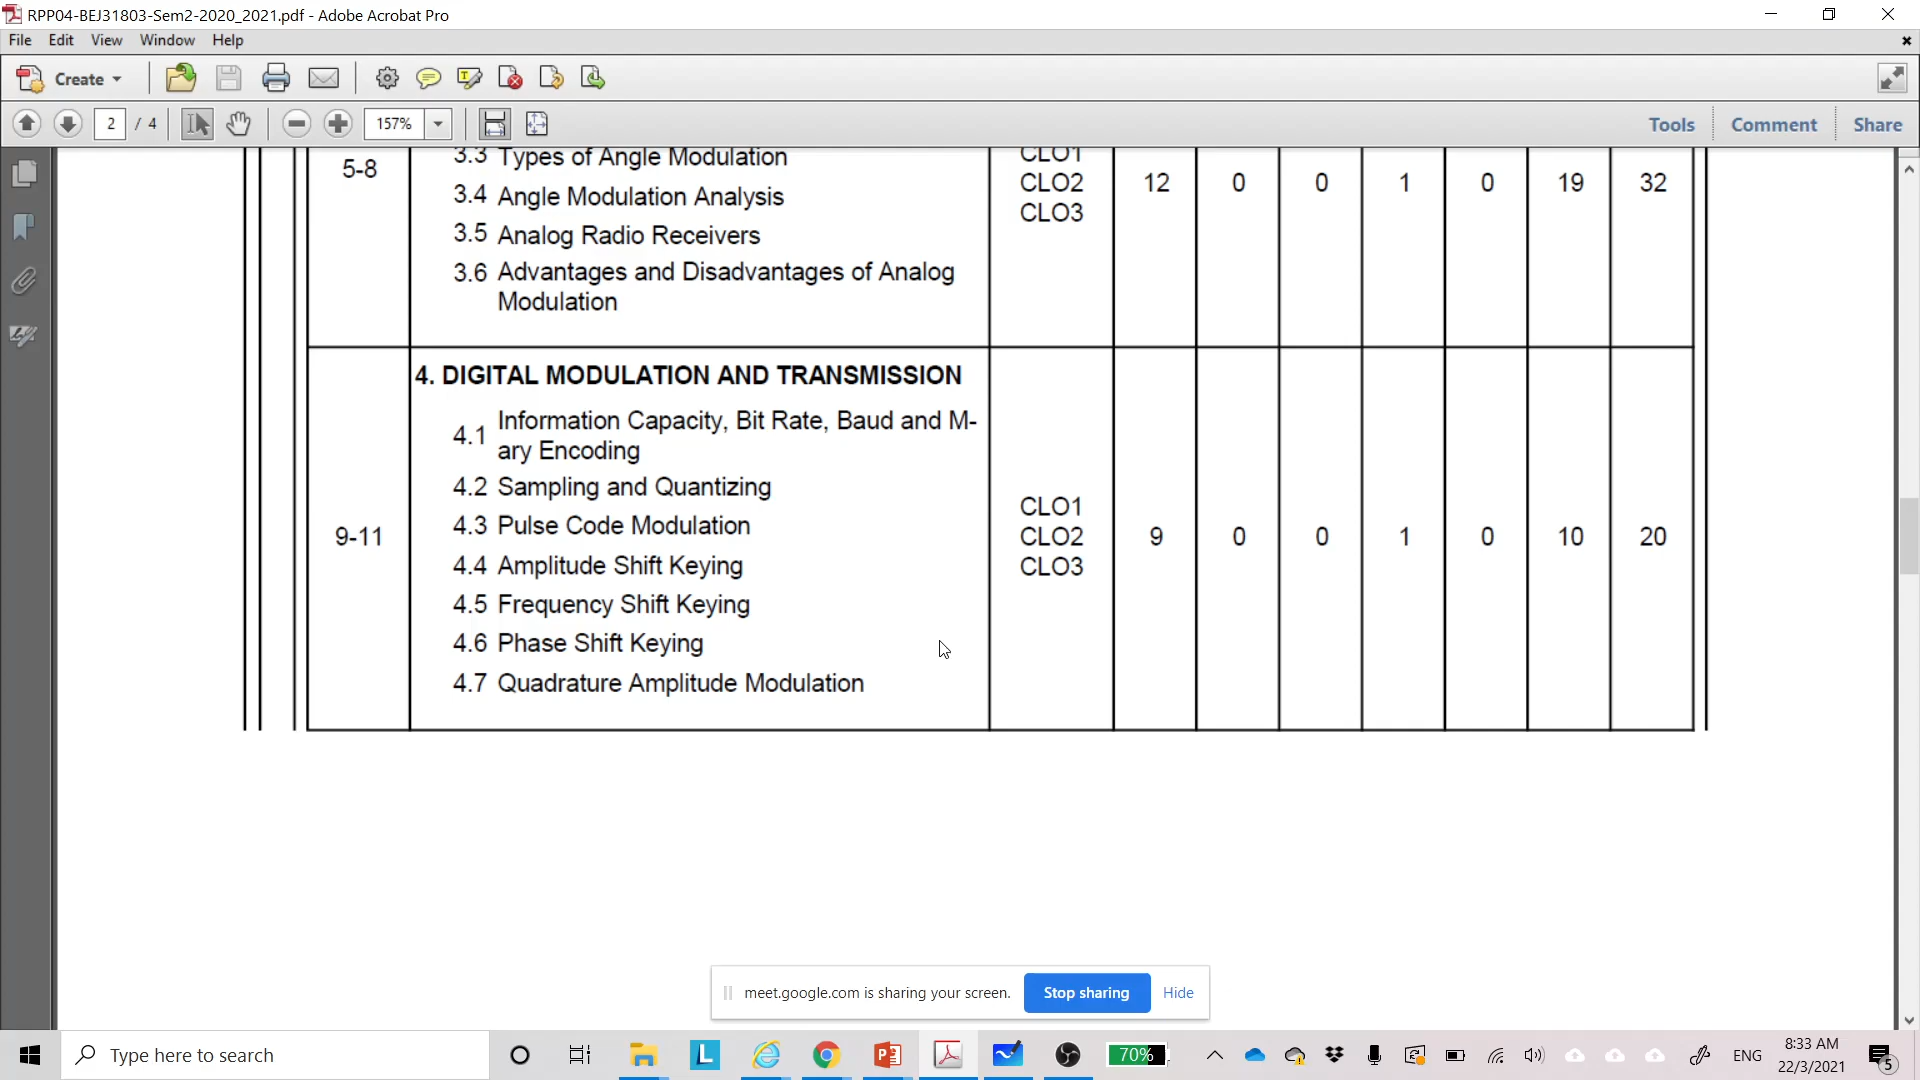 RPP04-BEJ31803-Sem2-2020_2021.pdf - Adobe Acrobat Pro
File Edit View Window Help
Create
2 / 4 157% Tools Comment Share
5-8
3.3 Types of Angle Modulation
3.4 Angle Modulation Analysis
3.5 Analog Radio Receivers
3.6 Advantages and Disadvantages of Analog
Modulation
CLO1
CLO2
CLO3
12 0 0 1 0 19 32
9-11
4. DIGITAL MODULATION AND TRANSMISSION
4.1 Information Capacity, Bit Rate, Baud and M-
ary Encoding
4.2 Sampling and Quantizing
4.3 Pulse Code Modulation
4.4 Amplitude Shift Keying
4.5 Frequency Shift Keying
4.6 Phase Shift Keying
4.7 Quadrature Amplitude Modulation
CLO1
CLO2
CLO3
9 0 0 1 0 10 20
meet.google.com is sharing your screen. Stop sharing Hide
Type here to search
70%
ENG
8:33 AM
22/3/2021
5